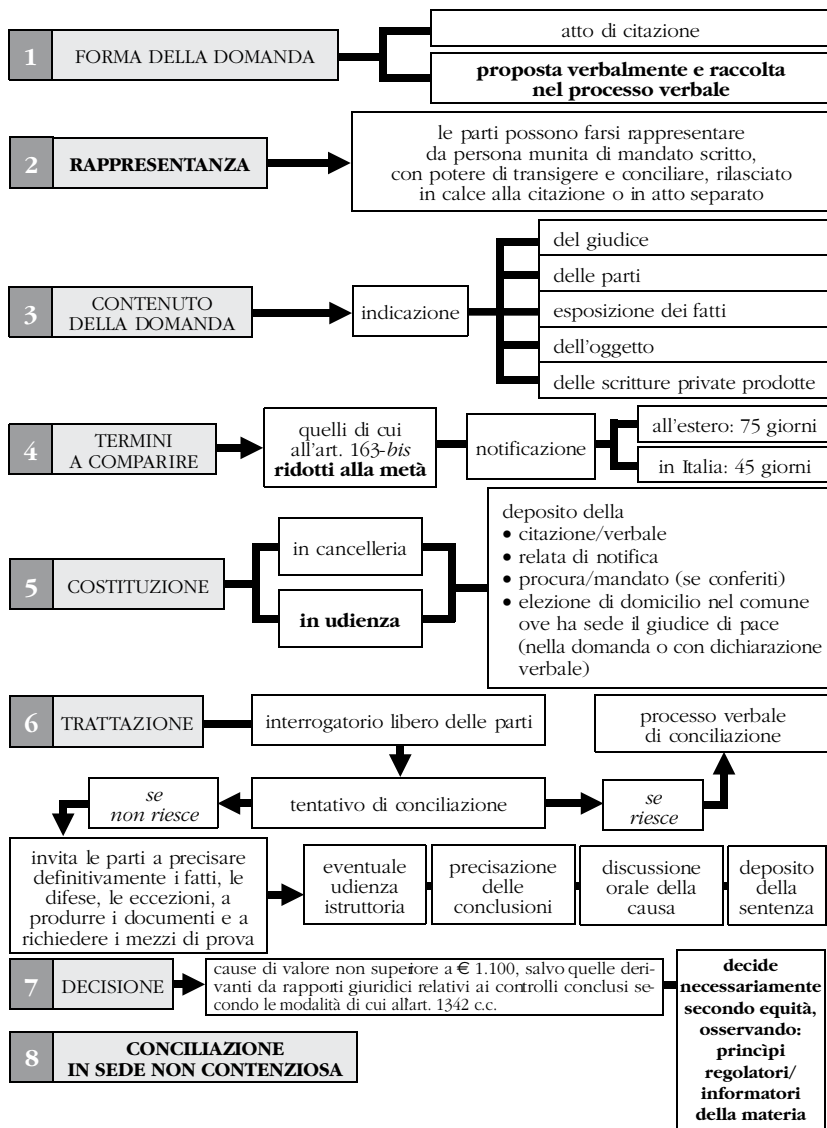 1
FORMA DELLA DOMANDA
atto di citazione
proposta verbalmente e raccolta
nel processo verbale
2
RAPPRESENTANZA
le parti possono farsi rappresentare
da persona munita di mandato scritto,
con potere di transigere e conciliare, rilasciato
in calce alla citazione o in atto separato
3
CONTENUTO
DELLA DOMANDA
indicazione
del giudice
delle parti
esposizione dei fatti
dell'oggetto
delle scritture private prodotte
4
TERMINI
A COMPARIRE
quelli di cui
all'art. 163-bis
ridotti alla metà
notificazione
all'estero: 75 giorni
in Italia: 45 giorni
5
COSTITUZIONE
in cancelleria
in udienza
deposito della
• citazione/verbale
• relata di notifica
• procura/mandato (se conferiti)
• elezione di domicilio nel comune
ove ha sede il giudice di pace
(nella domanda o con dichiarazione
verbale)
6
TRATTAZIONE
interrogatorio libero delle parti
processo verbale
di conciliazione
se
non riesce
tentativo di conciliazione
se
riesce
invita le parti a precisare
definitivamente i fatti, le
difese, le eccezioni, a
produrre i documenti e a
richiedere i mezzi di prova
eventuale
udienza
istruttoria
precisazione
delle
conclusioni
discussione
orale della
causa
deposito
della
sentenza
7
DECISIONE
cause di valore non superiore a € 1.100, salvo quelle deri-
vanti da rapporti giuridici relativi ai controlli conclusi se-
condo le modalità di cui all'art. 1342 c.c.
decide
necessariamente
secondo equità,
osservando:
princìpi
regolatori/
informatori
della materia
8
CONCILIAZIONE
IN SEDE NON CONTENZIOSA